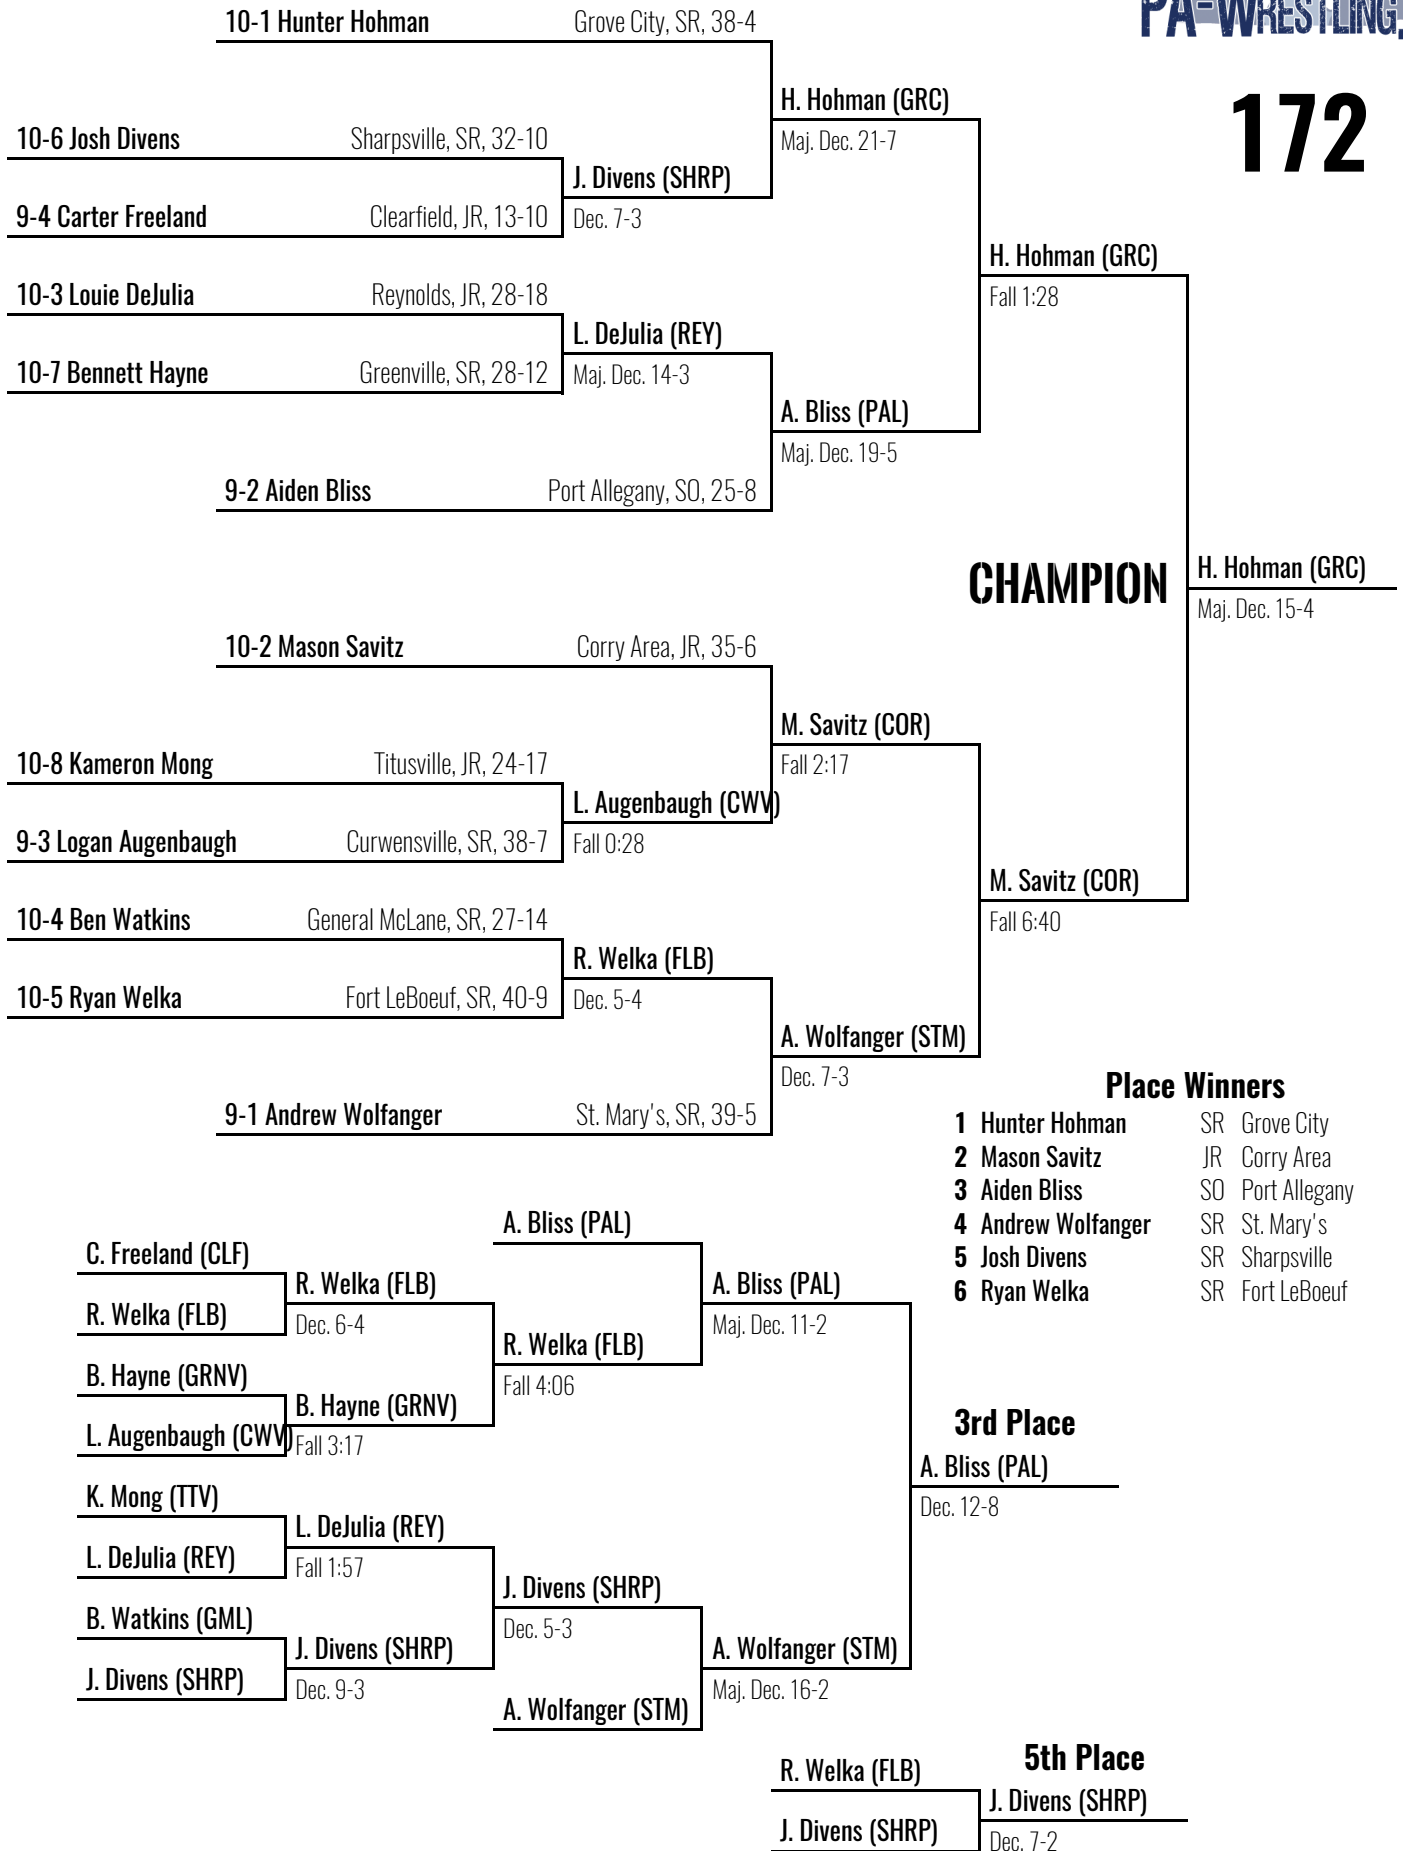 PA-WRESTLING.
172
10-1 Hunter Hohman Grove City, SR, 38-4
H. Hohman (GRC)
Maj. Dec. 21-7
10-6 Josh Divens Sharpsville, SR, 32-10
J. Divens (SHRP)
Dec. 7-3
9-4 Carter Freeland Clearfield, JR, 13-10
H. Hohman (GRC)
Fall 1:28
10-3 Louie DeJulia Reynolds, JR, 28-18
L. DeJulia (REY)
Maj. Dec. 14-3
10-7 Bennett Hayne Greenville, SR, 28-12
A. Bliss (PAL)
Maj. Dec. 19-5
9-2 Aiden Bliss Port Allegany, SO, 25-8
CHAMPION
H. Hohman (GRC)
Maj. Dec. 15-4
10-2 Mason Savitz Corry Area, JR, 35-6
M. Savitz (COR)
Fall 2:17
10-8 Kameron Mong Titusville, JR, 24-17
L. Augenbaugh (CWV)
Fall 0:28
9-3 Logan Augenbaugh Curwensville, SR, 38-7
M. Savitz (COR)
Fall 6:40
10-4 Ben Watkins General McLane, SR, 27-14
R. Welka (FLB)
Dec. 5-4
10-5 Ryan Welka Fort LeBoeuf, SR, 40-9
A. Wolfanger (STM)
Dec. 7-3
9-1 Andrew Wolfanger St. Mary's, SR, 39-5
Place Winners
1 Hunter Hohman SR Grove City
2 Mason Savitz JR Corry Area
3 Aiden Bliss SO Port Allegany
4 Andrew Wolfanger SR St. Mary's
5 Josh Divens SR Sharpsville
6 Ryan Welka SR Fort LeBoeuf
A. Bliss (PAL)
C. Freeland (CLF)
R. Welka (FLB)
Dec. 6-4
R. Welka (FLB)
A. Bliss (PAL)
Maj. Dec. 11-2
R. Welka (FLB)
Fall 4:06
B. Hayne (GRNV)
B. Hayne (GRNV)
Fall 3:17
L. Augenbaugh (CWV)
3rd Place
A. Bliss (PAL)
Dec. 12-8
K. Mong (TTV)
L. DeJulia (REY)
Fall 1:57
L. DeJulia (REY)
J. Divens (SHRP)
Dec. 5-3
B. Watkins (GML)
J. Divens (SHRP)
Dec. 9-3
J. Divens (SHRP)
A. Wolfanger (STM)
Maj. Dec. 16-2
A. Wolfanger (STM)
5th Place
R. Welka (FLB)
J. Divens (SHRP)
Dec. 7-2
J. Divens (SHRP)